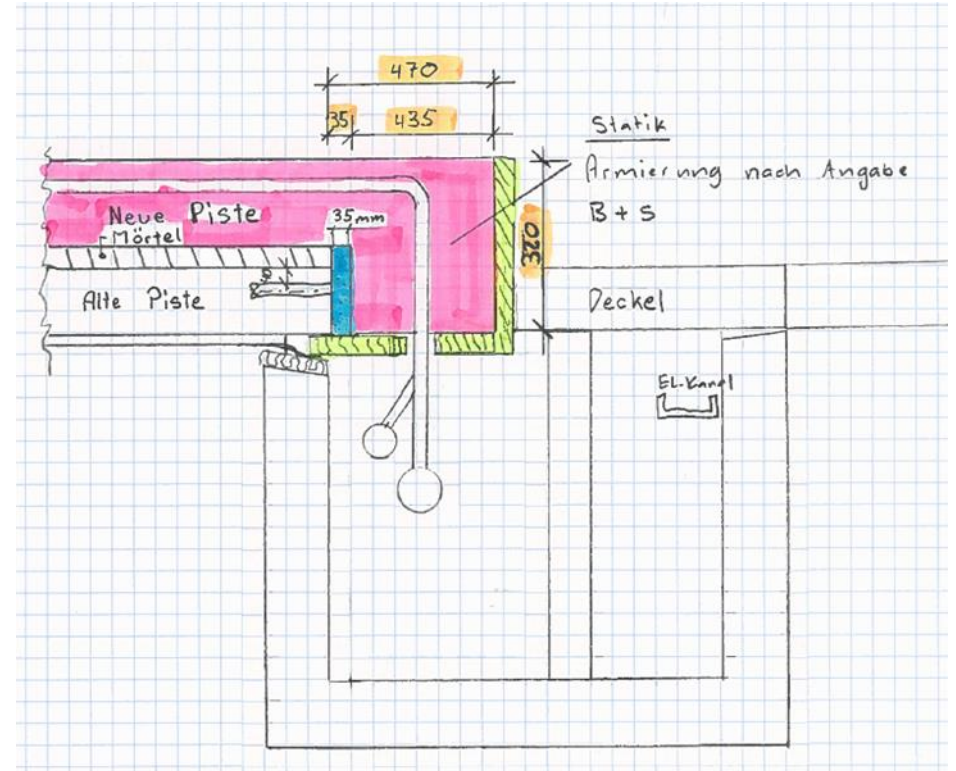 470
35
435
Statik
Armierung nach Angabe
B + S
Neue Piste
35mm
Mörtel
320
Alte Piste
Deckel
EL-Kanal